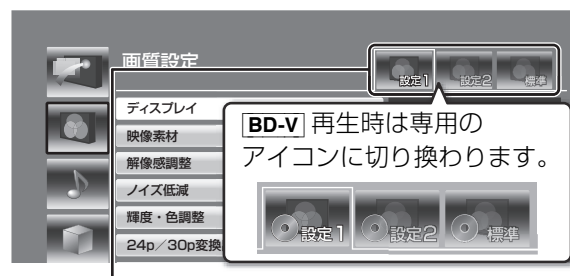 画質設定
設定1
設定2
標準
ディスプレイ
映像素材
解像感調整
ノイズ低減
輝度・色調整
24p／30p変換
BD-V 再生時は専用の
アイコンに切り換わります。
設定1
設定2
標準